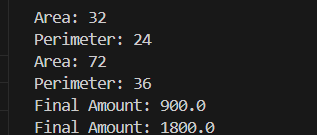 Area: 32
Perimeter: 24
Area: 72
Perimeter: 36
Final Amount: 900.0
Final Amount: 1800.0